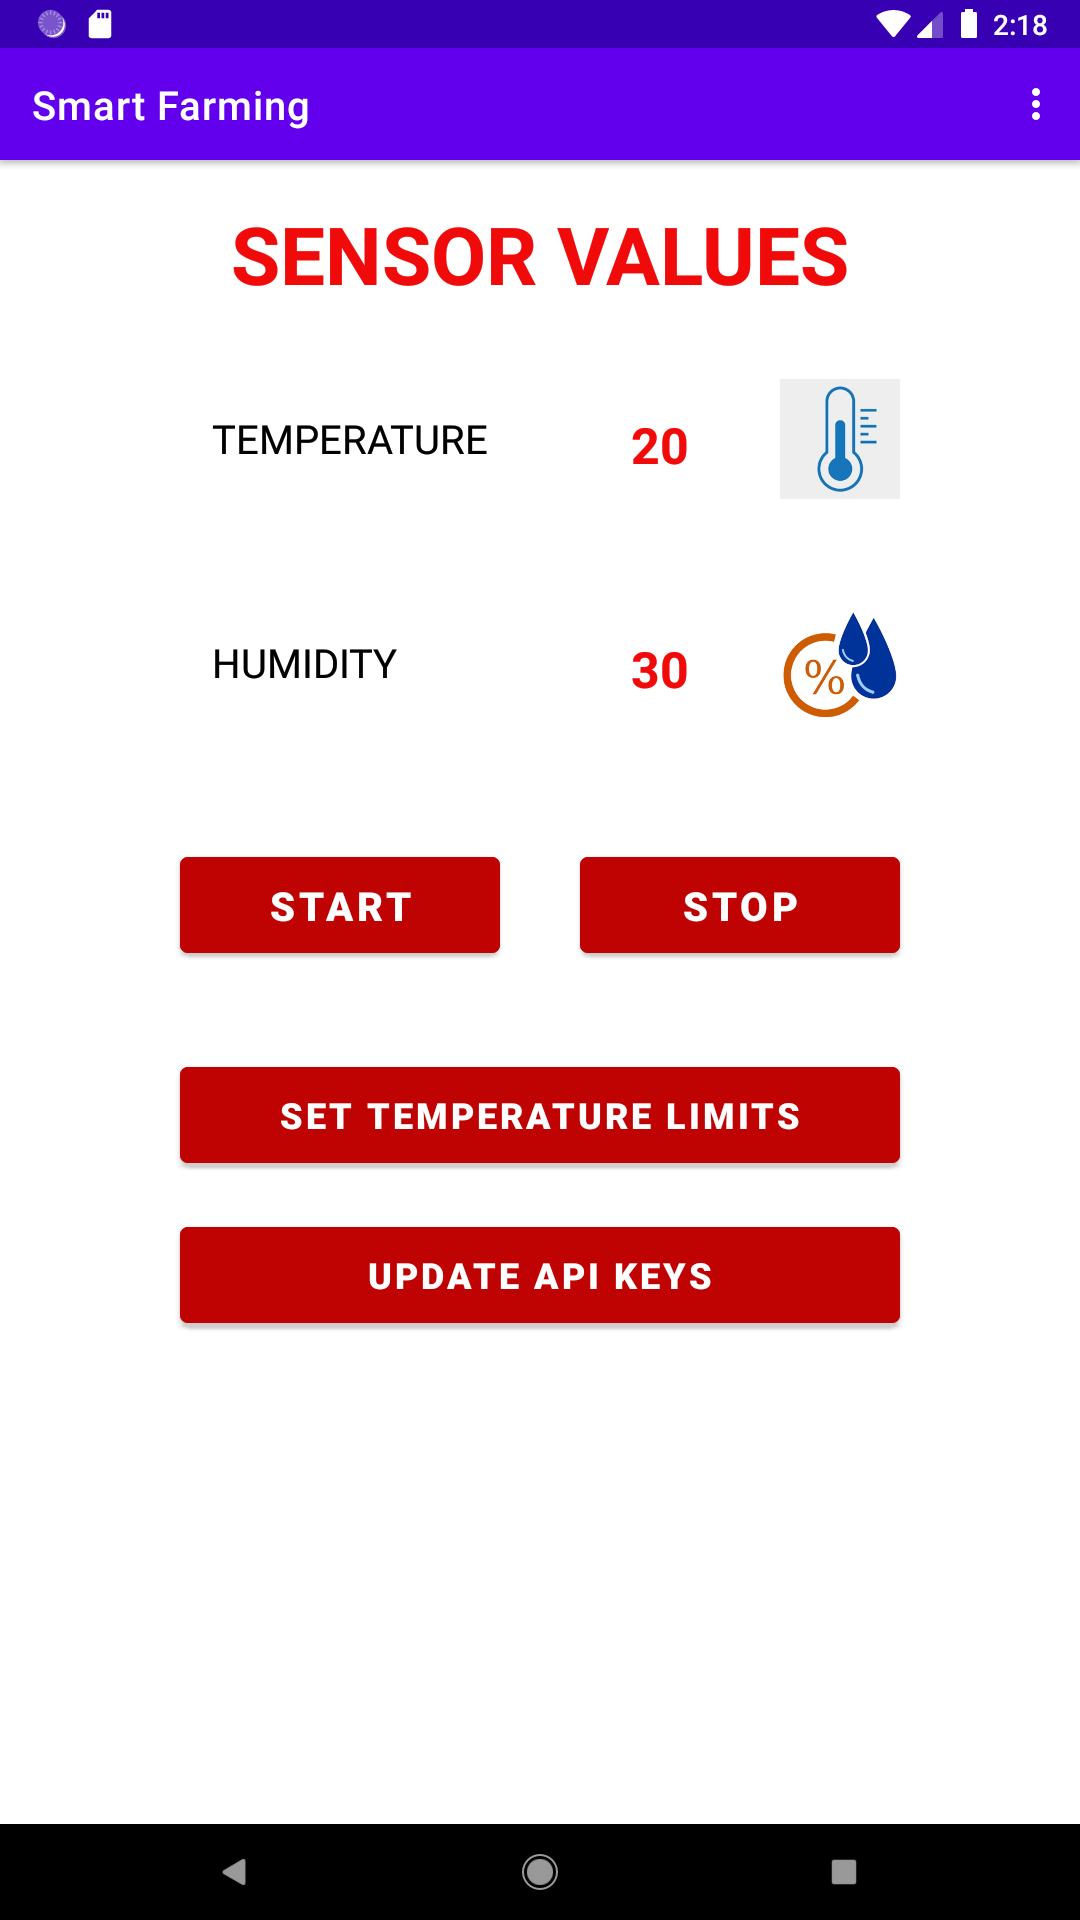 2:18
Smart Farming
SENSOR VALUES
TEMPERATURE 20
HUMIDITY 30
%
START STOP
SET TEMPERATURE LIMITS
UPDATE API KEYS